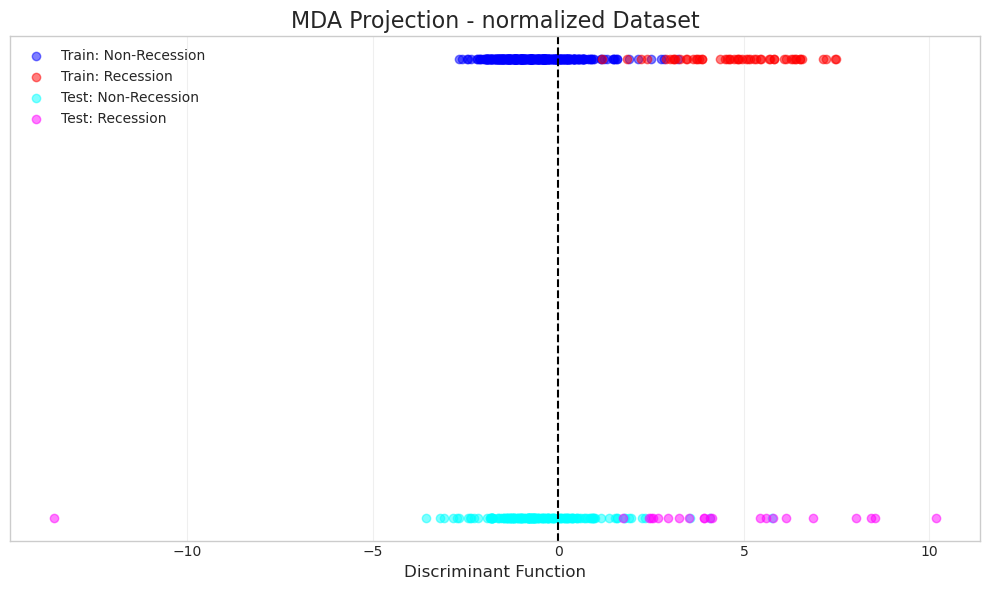 MDA Projection - normalized Dataset
Train: Non-Recession
Train: Recession
Test: Non-Recession
Test: Recession
−10 −5 0 5 10
Discriminant Function